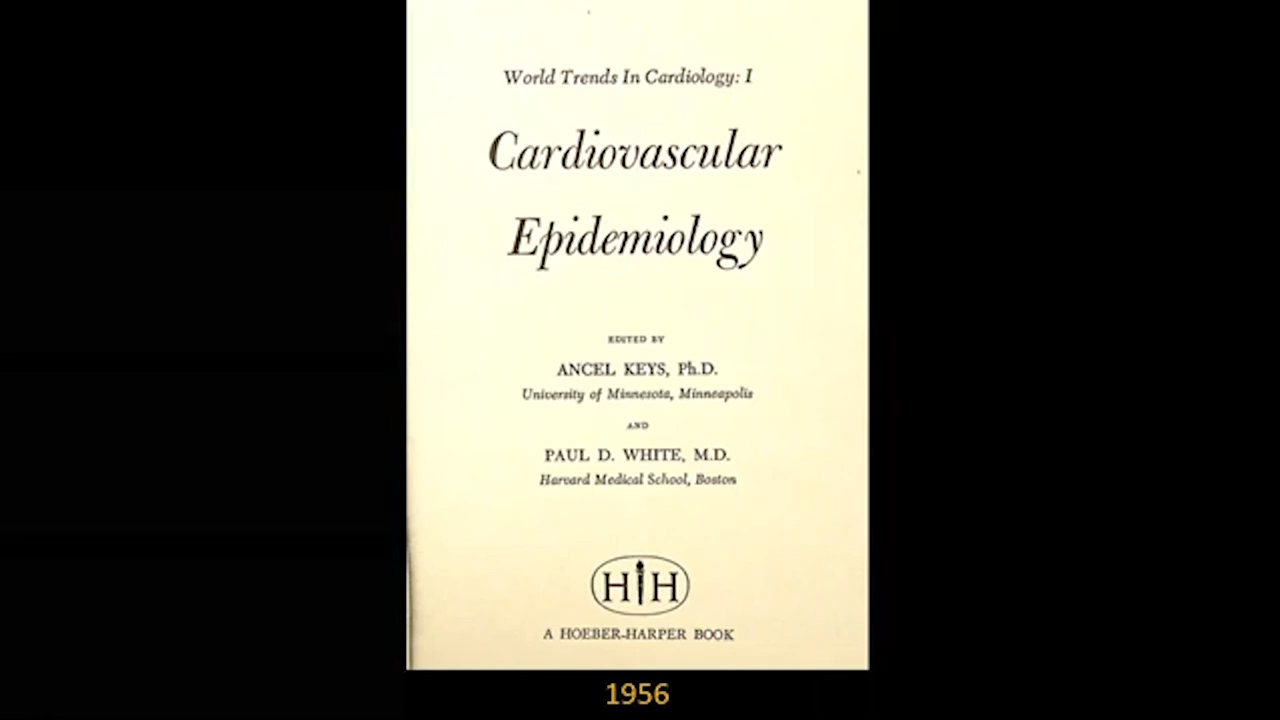 World Trends In Cardiology: I
Cardiovascular
Epidemiology
EDITED BY
ANCEL KEYS, Ph.D.
University of Minnesota, Minneapolis
AND
PAUL D. WHITE, M.D.
Harvard Medical School, Boston
H H
A HOEBER-HARPER BOOK
1956